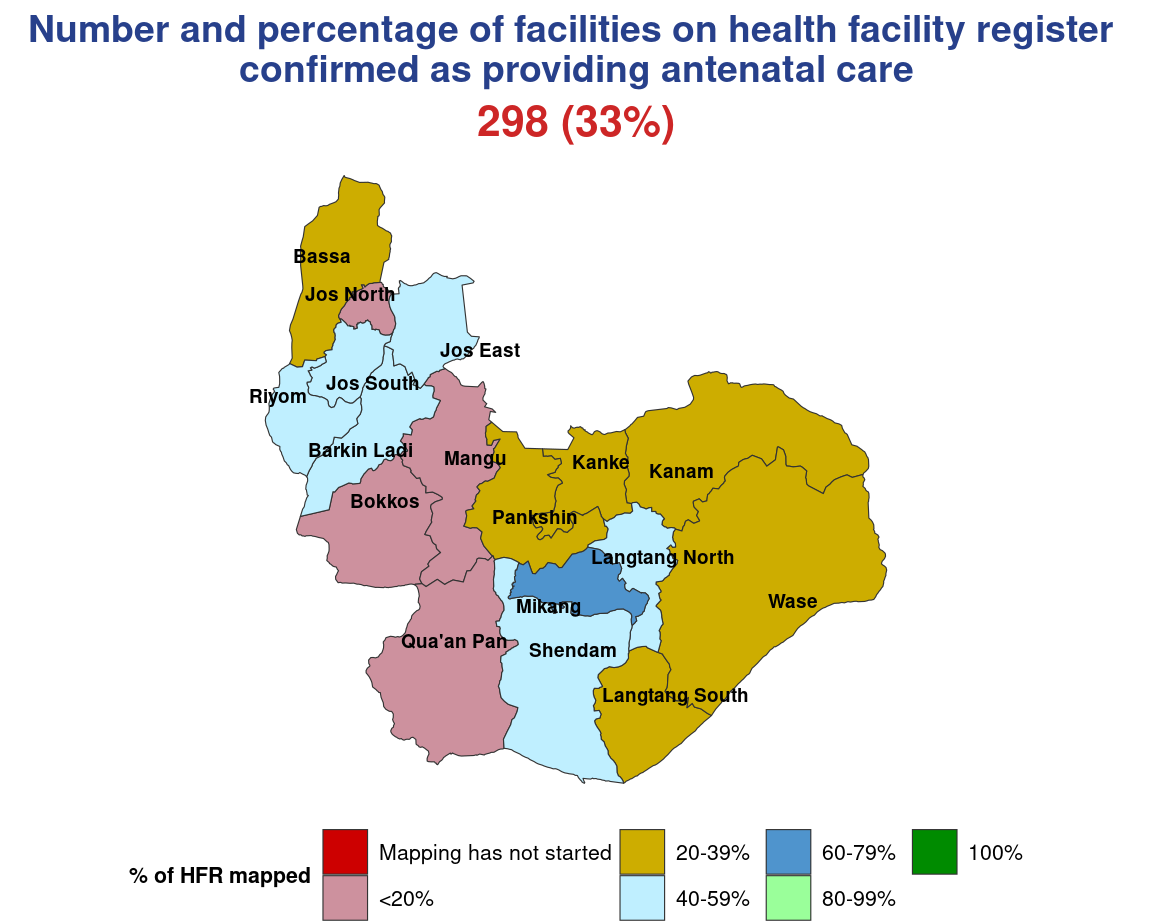 Number and percentage of facilities on health facility register
confirmed as providing antenatal care
298 (33%)
Bassa
Jos North
Jos East
Jos South
Riyom
Barkin Ladi
Mangu
Kanke
Kanam
Bokkos
Pankshin
Langtang North
Wase
Mikang
Qua'an Pan
Shendam
Langtang South
% of HFR mapped
Mapping has not started
<20%
20-39%
40-59%
60-79%
80-99%
100%